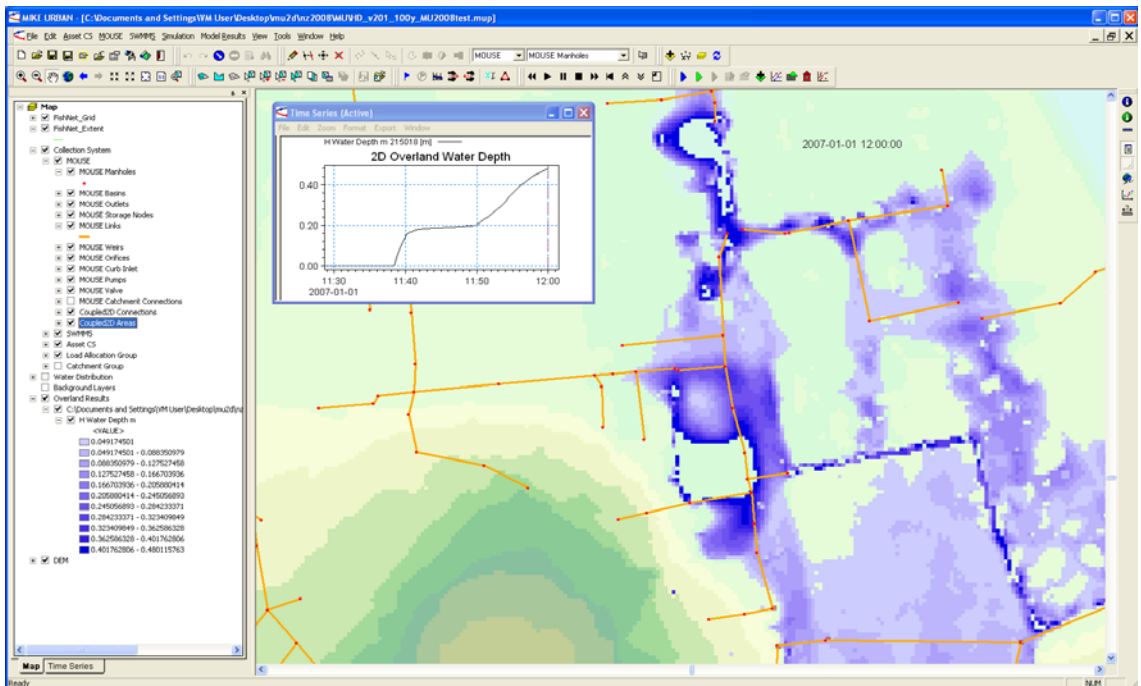 MIKE URBAN - [C:\Documents and Settings\VM User\Desktop\mu2d\nz2008\MU\HD_v201_100y_MU2008test.mup]
File Edit Asset CS MOUSE SWMM5 Simulation Model Results View Tools Window Help
MOUSE
MOUSE Manholes
Map
FishNet_Grid
FishNet_Extent
Collection System
MOUSE
MOUSE Manholes
MOUSE Basins
MOUSE Outlets
MOUSE Storage Nodes
MOUSE Links
MOUSE Weirs
MOUSE Orifices
MOUSE Curb Inlet
MOUSE Pumps
MOUSE Valve
MOUSE Catchment Connections
Coupled2D Connections
Coupled2D Areas
SWMM5
Asset CS
Load Allocation Group
Catchment Group
Water Distribution
Background Layers
Overland Results
C:\Documents and Settings\VM User\Desktop\mu2d\nz
H Water Depth m
<VALUE>
0.049174501
0.049174501 - 0.088350979
0.088350979 - 0.127527458
0.127527458 - 0.166703936
0.166703936 - 0.205880414
0.205880414 - 0.245056893
0.245056893 - 0.284233371
0.284233371 - 0.323409849
0.323409849 - 0.362586328
0.362586328 - 0.401762806
0.401762806 - 0.480115763
DEM
Map
Time Series
Ready
NUM
Time Series (Active)
File Edit Zoom Format Export Window
H Water Depth m 215018 [m]
2D Overland Water Depth
0.40
0.20
0.00
11:30 11:40 11:50 12:00
2007-01-01
2007-01-01 12:00:00